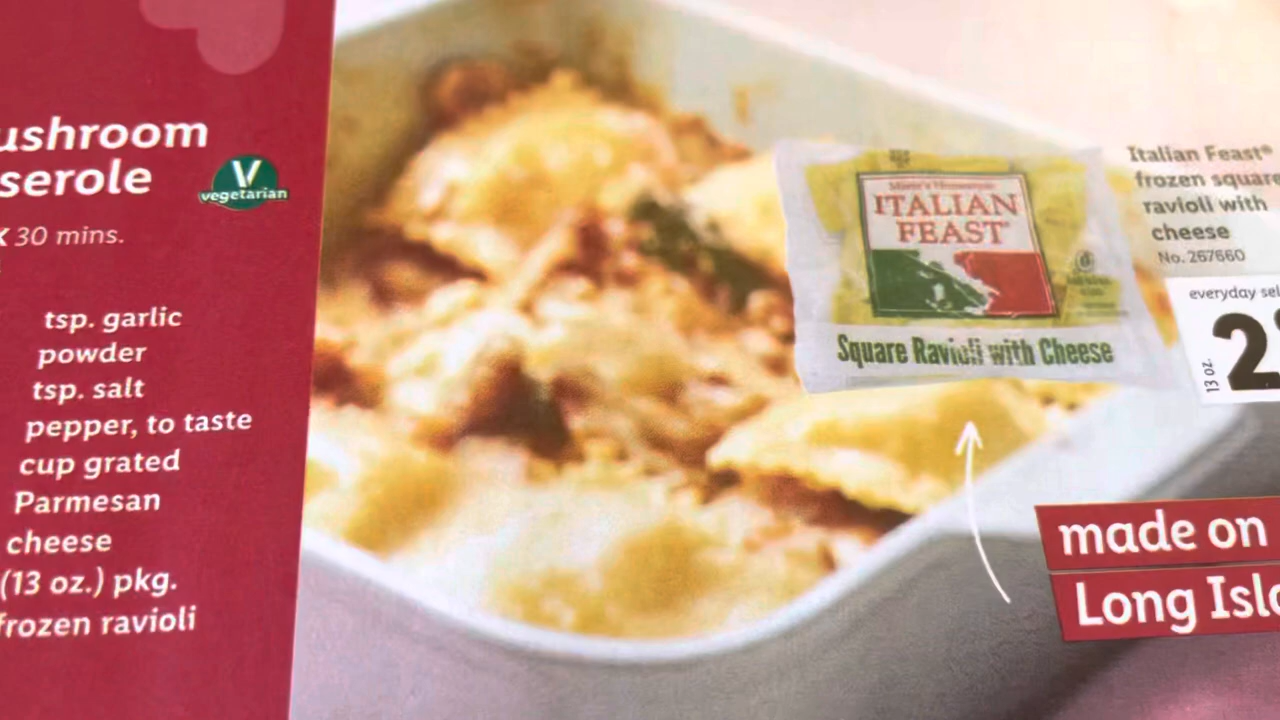 ushroom
serole
V
vegetarian
30 mins.
tsp. garlic
powder
tsp. salt
pepper, to taste
cup grated
Parmesan
cheese
(13 oz.) pkg.
frozen ravioli
ITALIAN
FEAST®
Square Ravioli with Cheese
Italian Feast®
frozen square
ravioli with
cheese
No. 267660
everyday sel
13 oz.
2
made on
Long Isl